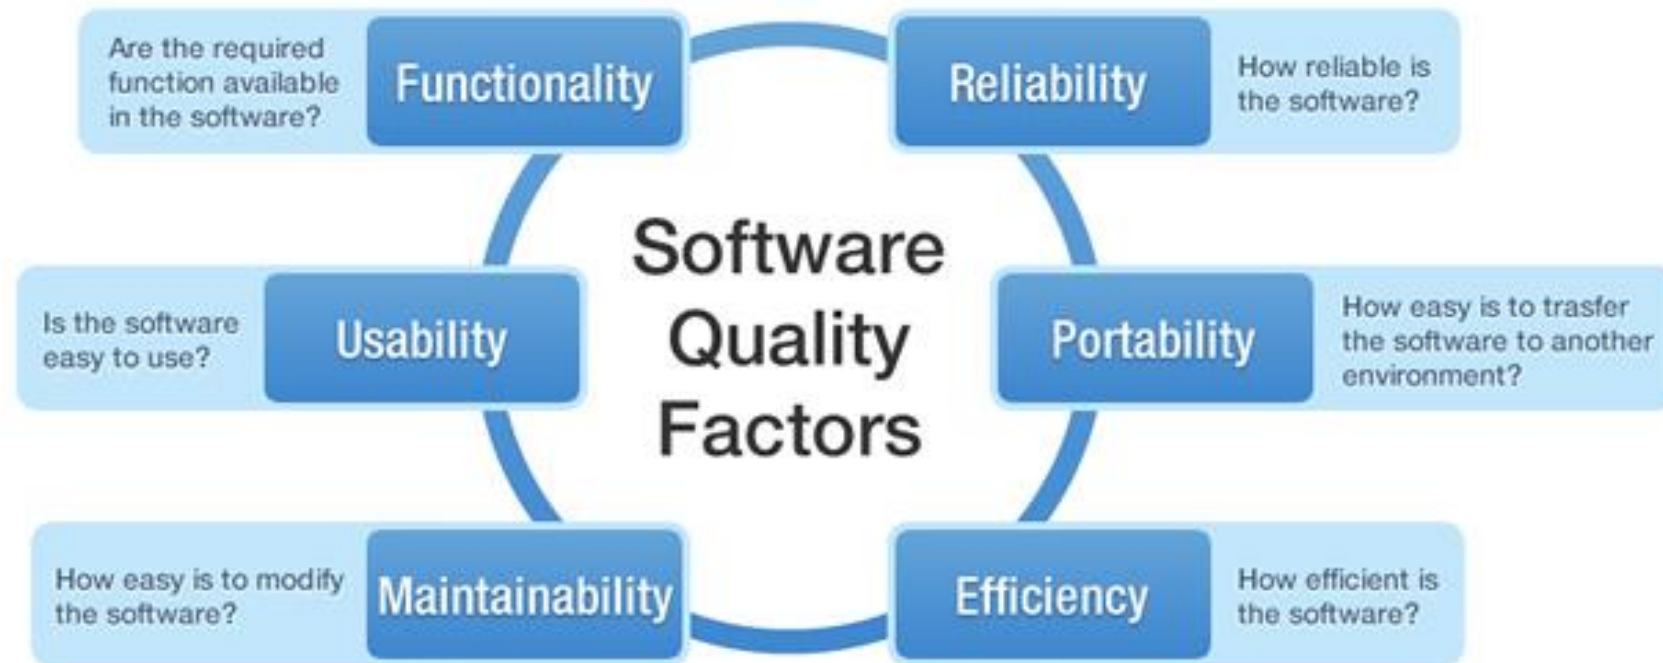 Are the required
function available
in the software?
Functionality
Reliability
How reliable is
the software?
Is the software
easy to use?
Usability
Software
Quality
Factors
Portability
How easy is to trasfer
the software to another
environment?
How easy is to modify
the software?
Maintainability
Efficiency
How efficient is
the software?